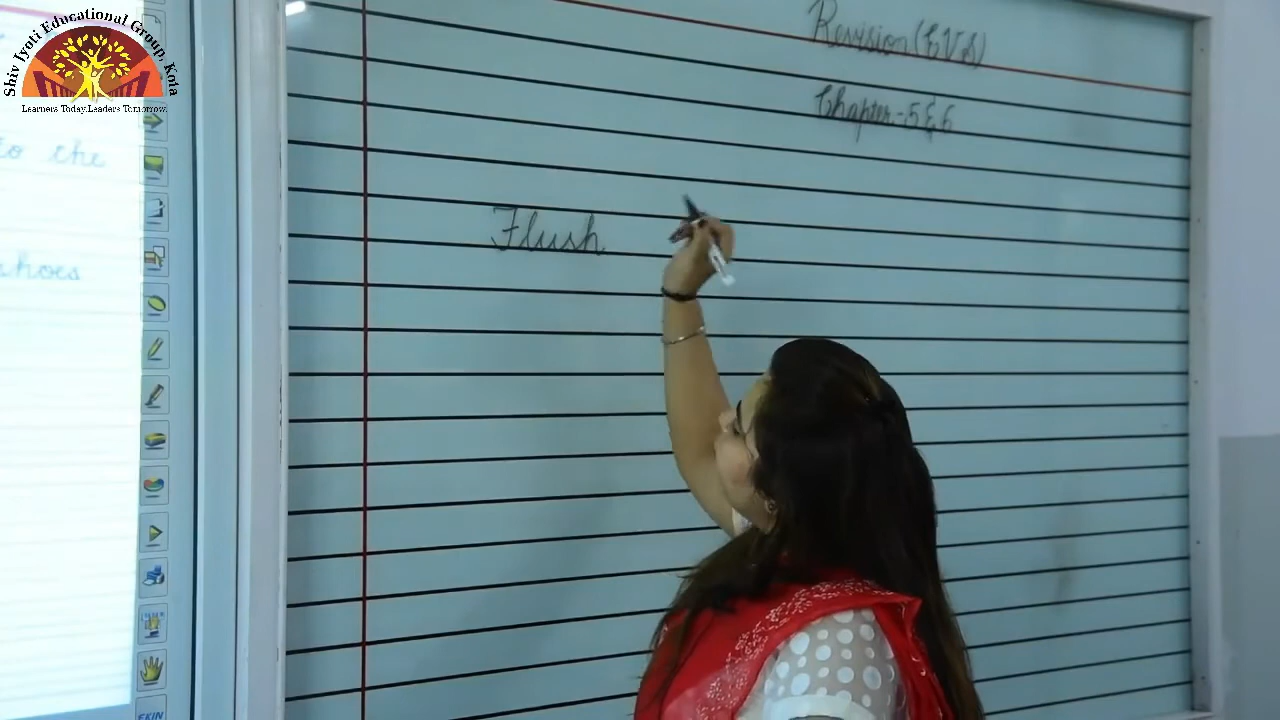 Shiv Jyoti Educational Group, Kota
Learners Today.Leaders Tomorrow.
to the
shoes
Revision (EVS)
Chapter-5 & 6
Flush